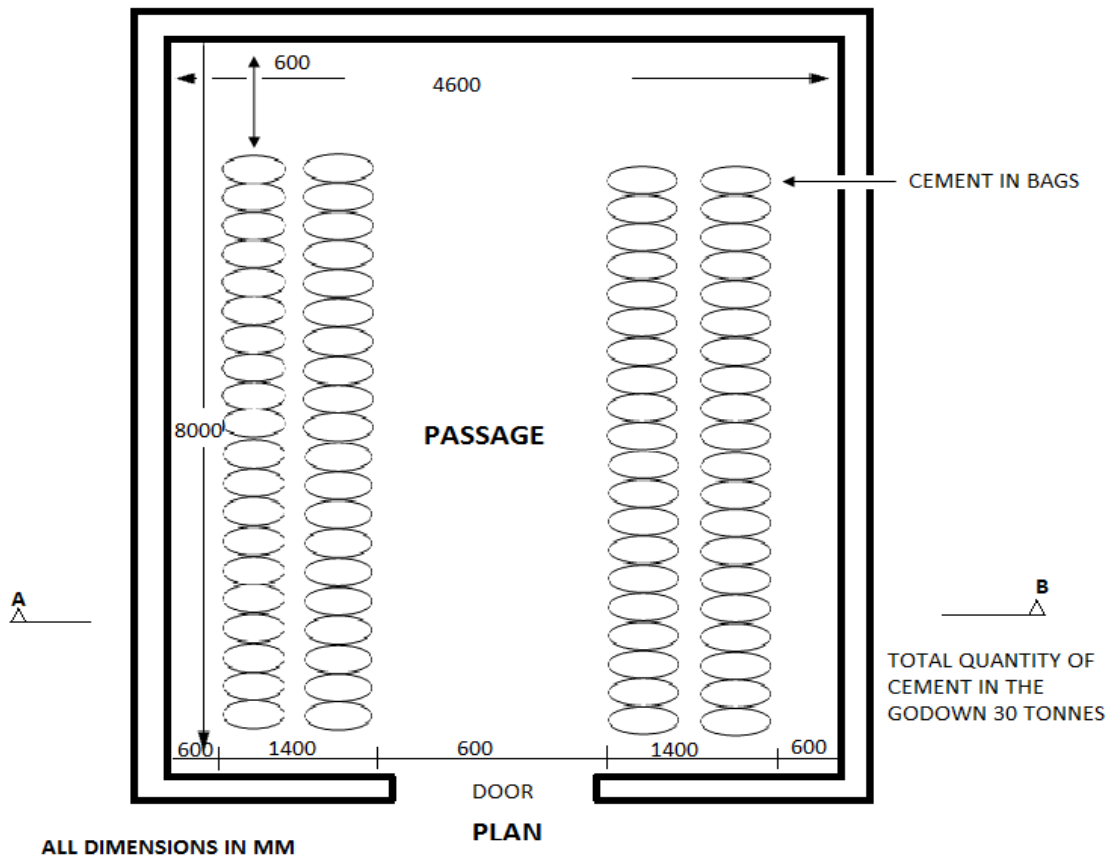 600
4600
CEMENT IN BAGS
8000
PASSAGE
A
B
TOTAL QUANTITY OF
CEMENT IN THE
GODOWN 30 TONNES
600 1400 600 1400 600
DOOR
PLAN
ALL DIMENSIONS IN MM